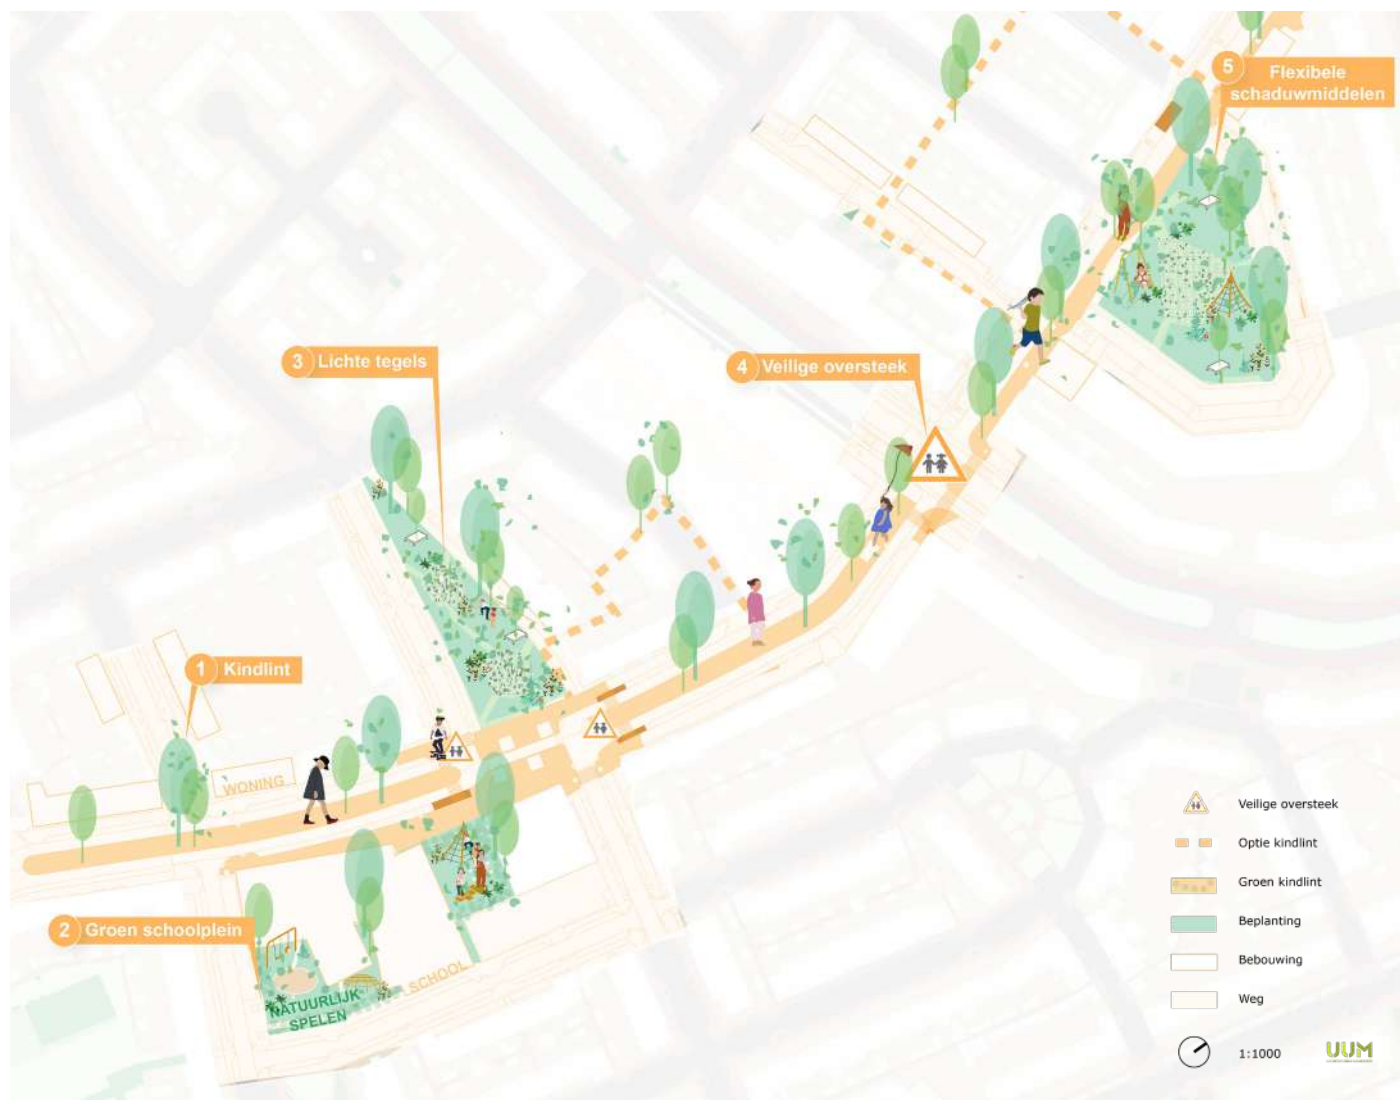 5 Flexibele
schaduwmiddelen
3 Lichte tegels
4 Veilige oversteek
1 Kindlint
WONING
2 Groen schoolplein
SCHOOL
NATUURLIJK
SPELEN
Veilige oversteek
Optie kindlint
Groen kindlint
Beplanting
Bebouwing
Weg
1:1000
UUM